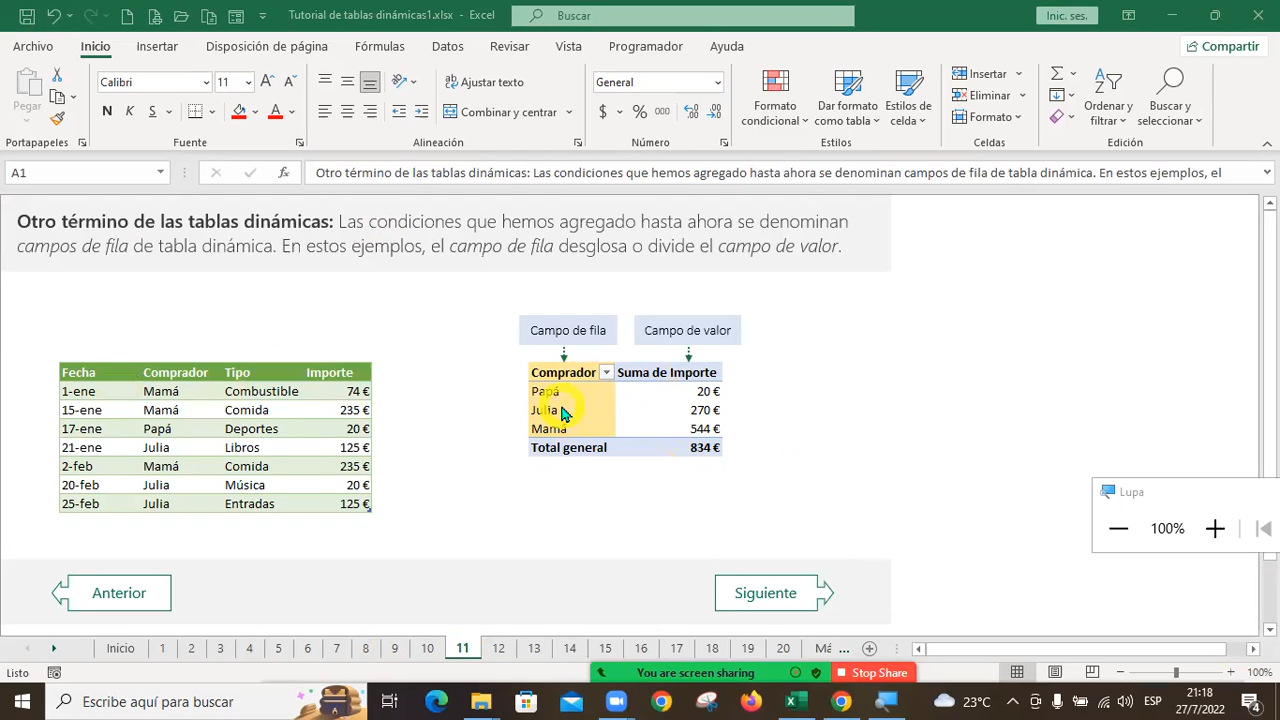 Tutorial de tablas dinámicas1.xlsx - Excel
Buscar
Inic. ses.
Archivo Inicio Insertar Disposición de página Fórmulas Datos Revisar Vista Programador Ayuda
Compartir
Pegar
Calibri 11
N K S
Ajustar texto
Combinar y centrar
General
$ % 000
Formato condicional
Dar formato como tabla
Estilos de celda
Insertar
Eliminar
Formato
Ordenar y filtrar
Buscar y seleccionar
Portapapeles Fuente Alineación Número Estilos Celdas Edición
A1
fx
Otro término de las tablas dinámicas: Las condiciones que hemos agregado hasta ahora se denominan campos de fila de tabla dinámica. En estos ejemplos, el
Otro término de las tablas dinámicas: Las condiciones que hemos agregado hasta ahora se denominan
campos de fila de tabla dinámica. En estos ejemplos, el campo de fila desglosa o divide el campo de valor.
Campo de fila Campo de valor
Fecha Comprador Tipo Importe
1-ene Mamá Combustible 74 €
15-ene Mamá Comida 235 €
17-ene Papá Deportes 20 €
21-ene Julia Libros 125 €
2-feb Mamá Comida 235 €
20-feb Julia Música 20 €
25-feb Julia Entradas 125 €
Comprador Suma de Importe
Papá 20 €
Julia 270 €
Mamá 544 €
Total general 834 €
Lupa
100%
Anterior
Siguiente
Inicio 1 2 3 4 5 6 7 8 9 10 11 12 13 14 15 16 17 18 19 20 Má ...
Listo
You are screen sharing
Stop Share
100%
Escribe aquí para buscar
23°C
ESP
21:18
27/7/2022
4